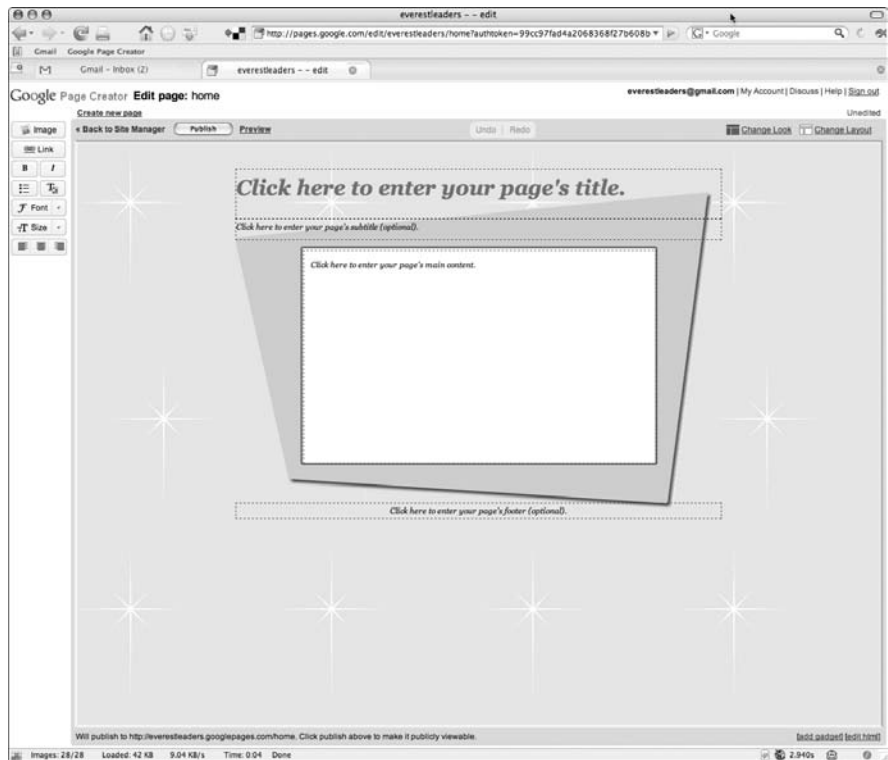 everestleaders - - edit
http://pages.google.com/edit/everestleaders/home?authtoken=99cc97fad4a2068368f27b608b
Google
Gmail Google Page Creator
Gmail - Inbox (2) everestleaders - - edit
Google Page Creator Edit page: home
everestleaders@gmail.com | My Account | Discuss | Help | Sign out
Create new page
Unedited
Image
« Back to Site Manager Publish Preview Undo Redo Change Look Change Layout
Link
B I
Font
Size
Click here to enter your page's title.
Click here to enter your page's subtitle (optional).
Click here to enter your page's main content.
Click here to enter your page's footer (optional).
Will publish to http://everestleaders.googlepages.com/home. Click publish above to make it publicly viewable.
[add gadget] [edit html]
Images: 28/28 Loaded: 42 KB 9.04 KB/s Time: 0:04 Done
2.940s